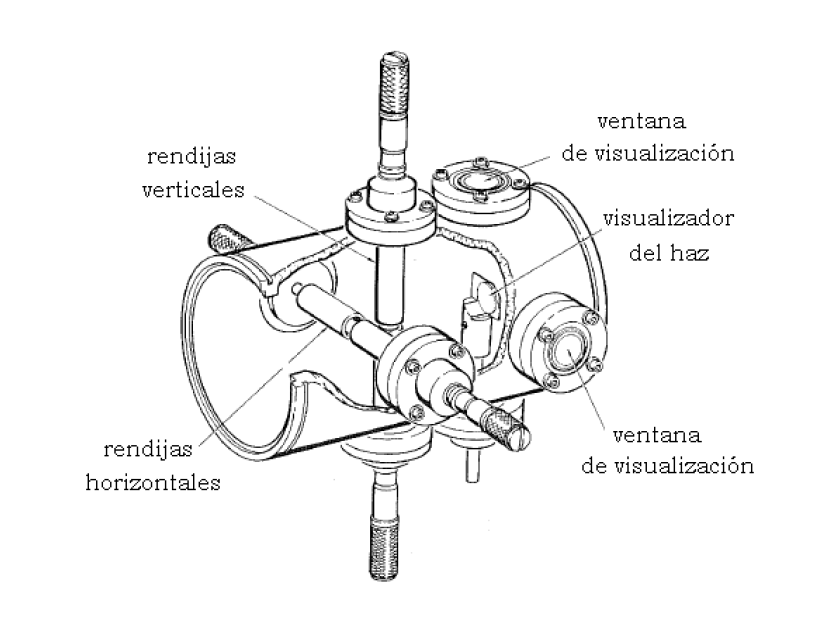 ventana
de visualización
rendijas
verticales
visualizador
del haz
rendijas
horizontales
ventana
de visualización